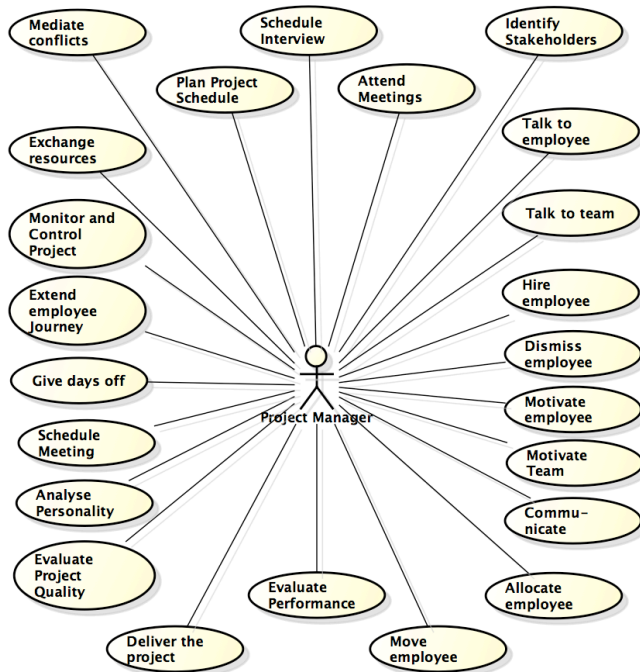 Mediate
conflicts
Schedule
Interview
Identify
Stakeholders
Plan Project
Schedule
Attend
Meetings
Exchange
resources
Talk to
employee
Monitor and
Control
Project
Talk to team
Extend
employee
Journey
Hire
employee
Dismiss
employee
Give days off
Project Manager
Motivate
employee
Schedule
Meeting
Motivate
Team
Analyse
Personality
Commu-
nicate
Evaluate
Project
Quality
Evaluate
Performance
Allocate
employee
Deliver the
project
Move
employee